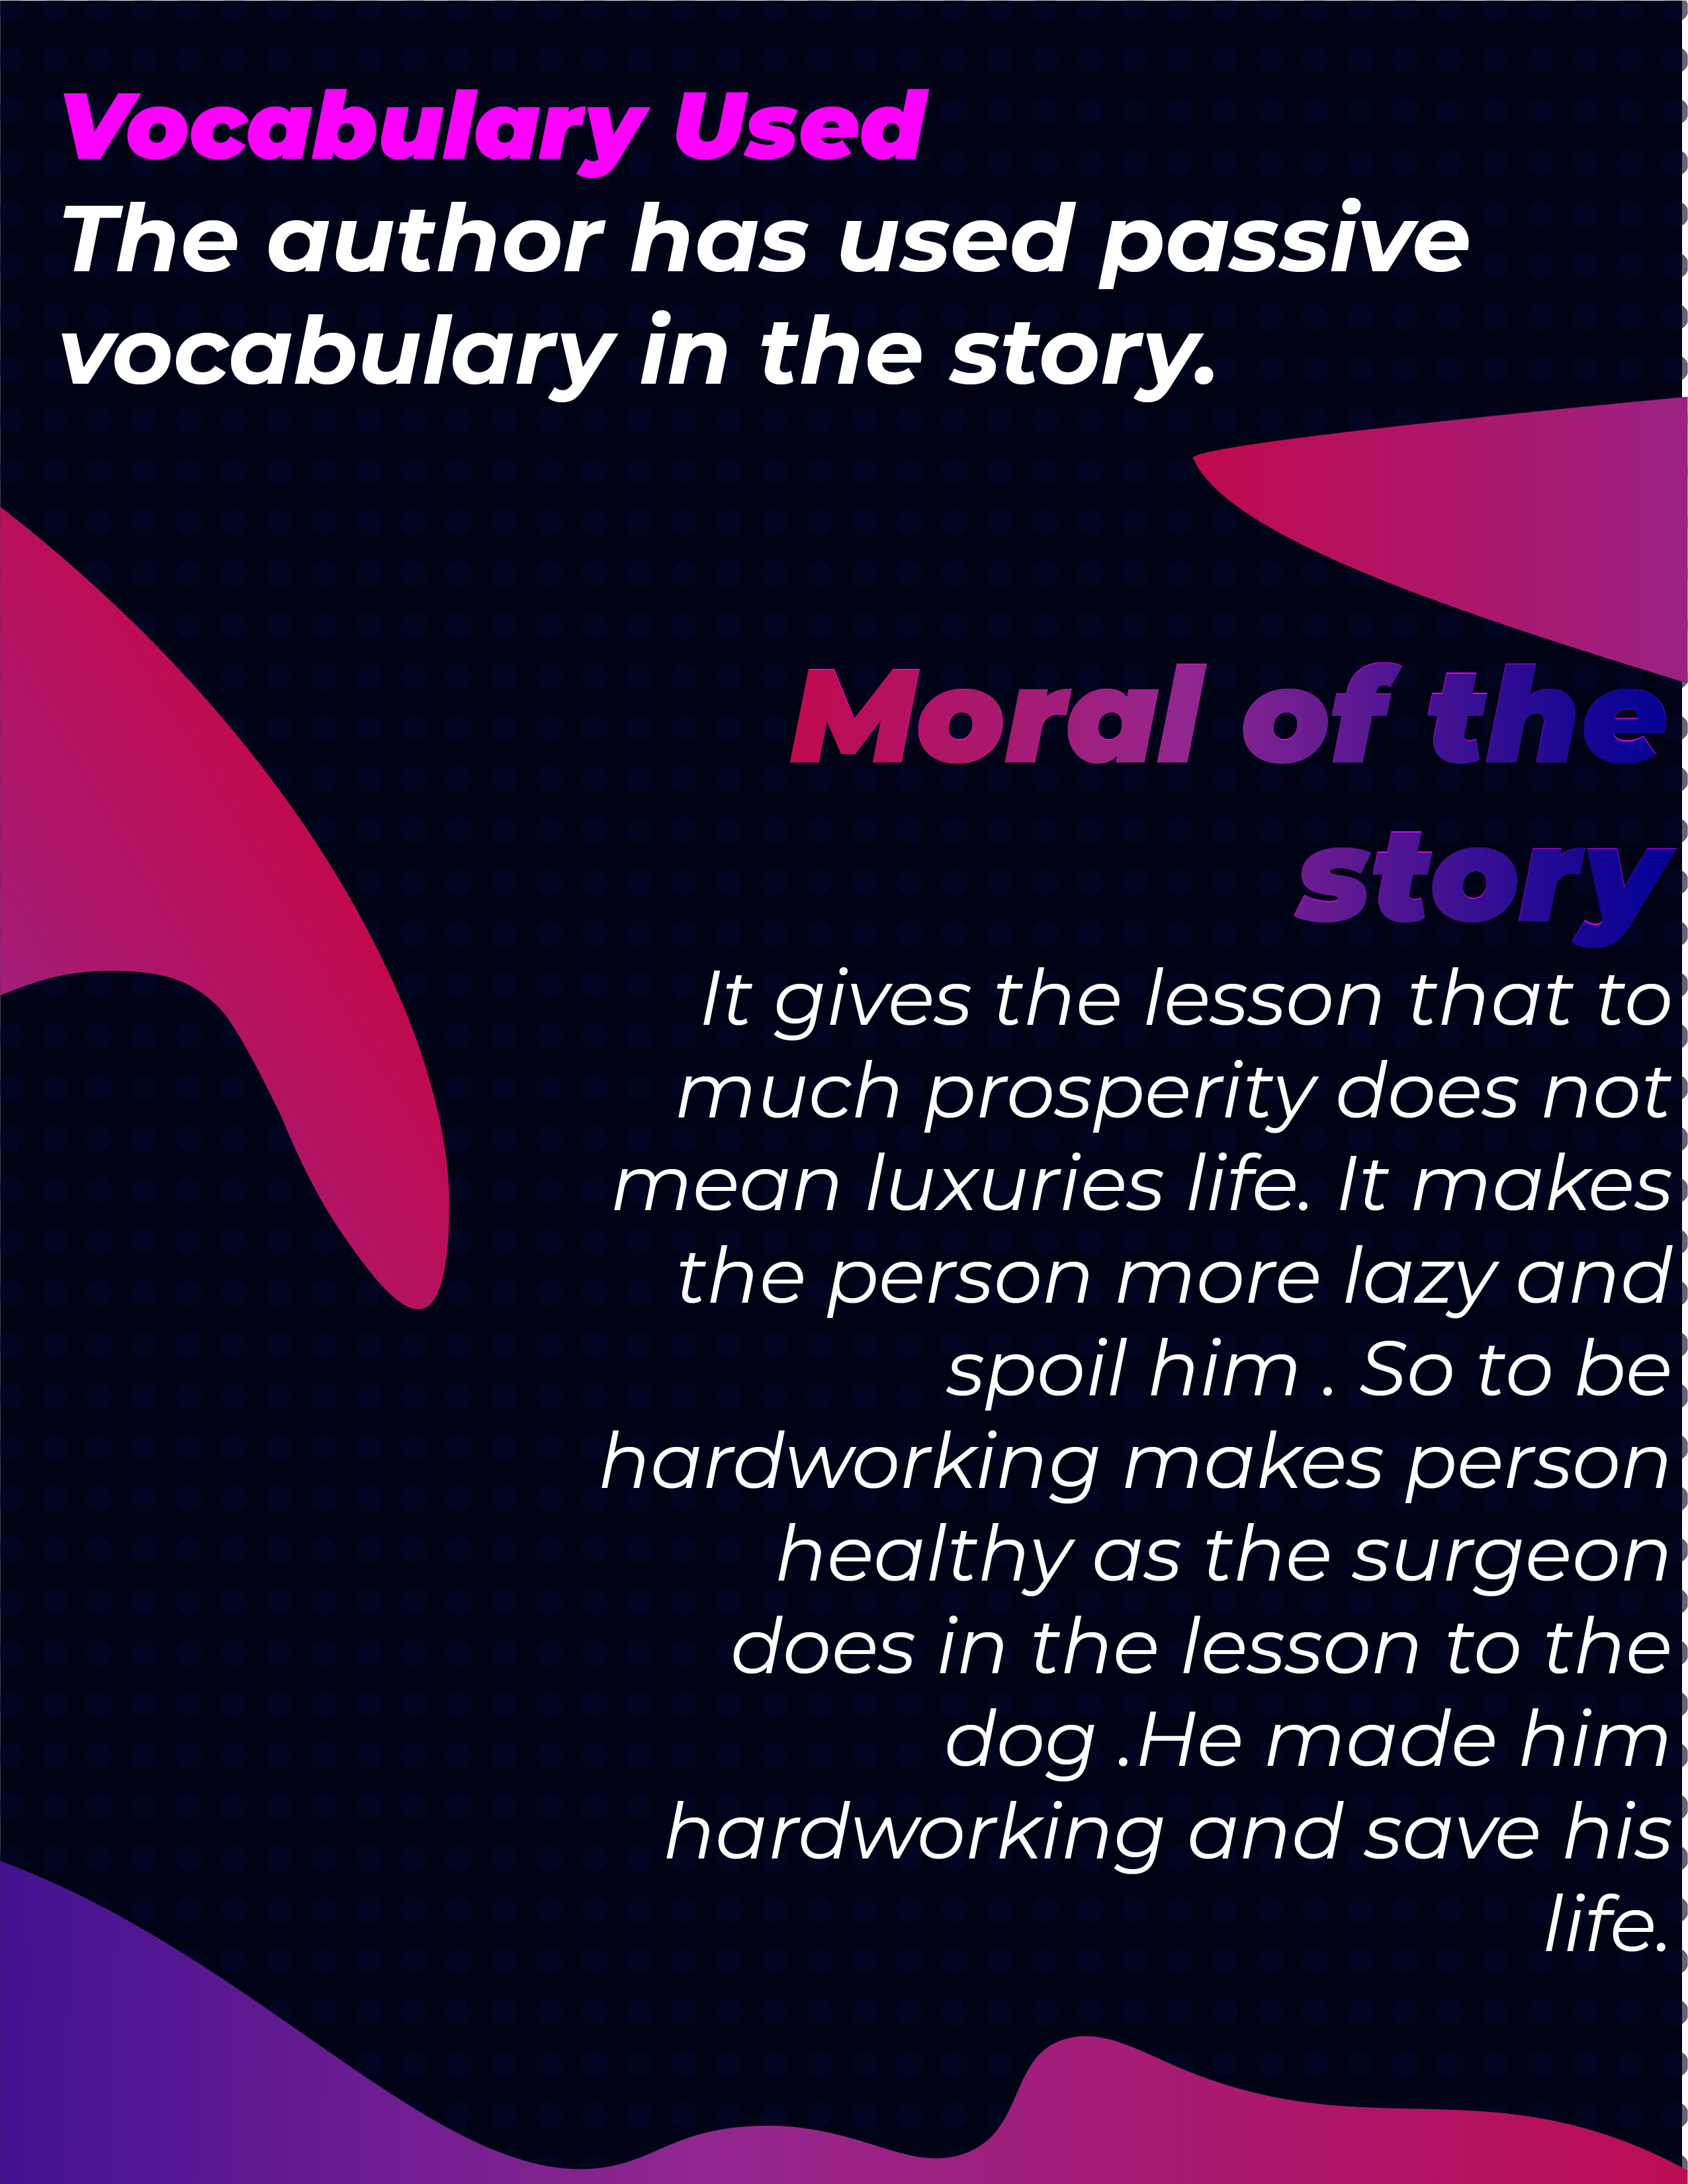 Vocabulary Used
The author has used passive
vocabulary in the story.
Moral of the
story
It gives the lesson that to
much prosperity does not
mean luxuries life. It makes
the person more lazy and
spoil him . So to be
hardworking makes person
healthy as the surgeon
does in the lesson to the
dog .He made him
hardworking and save his
life.